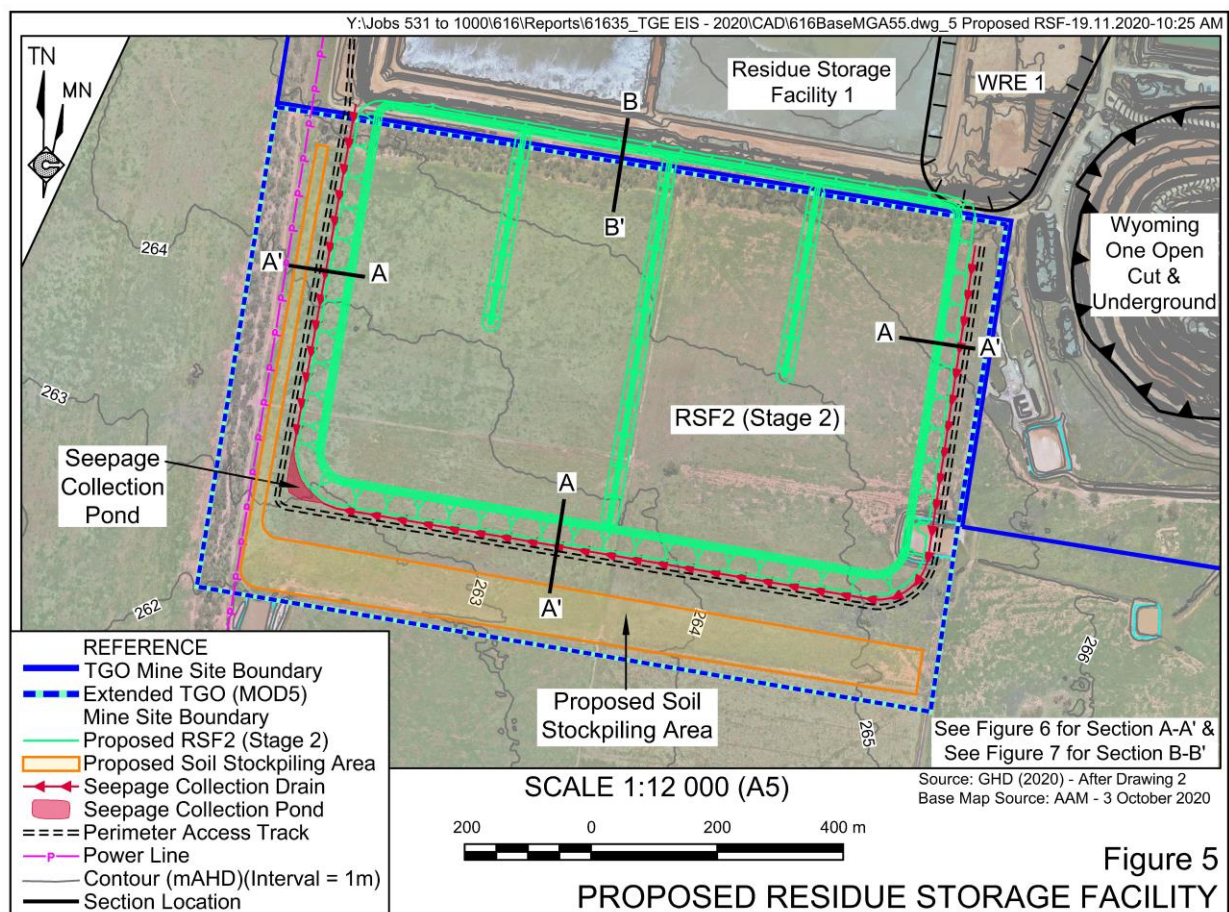 Y:\Jobs 531 to 1000\616\Reports\61635_TGE EIS - 2020\CAD\616BaseMGA55.dwg_5 Proposed RSF-19.11.2020-10:25 AM
TN
MN
Residue Storage
Facility 1
WRE 1
B
B'
Wyoming
One Open
Cut &
Underground
264
A'
A
A
A'
263
RSF2 (Stage 2)
Seepage
Collection
Pond
A
A'
263
264
262
266
265
Proposed Soil
Stockpiling Area
P
P
P
P
P
P
P
P
P
P
P
See Figure 6 for Section A-A' &
See Figure 7 for Section B-B'
REFERENCE
TGO Mine Site Boundary
Extended TGO (MOD5)
Mine Site Boundary
Proposed RSF2 (Stage 2)
Proposed Soil Stockpiling Area
Seepage Collection Drain
Seepage Collection Pond
Perimeter Access Track
P
Power Line
Contour (mAHD)(Interval = 1m)
Section Location
SCALE 1:12 000 (A5)
200
0
200
400 m
Source: GHD (2020) - After Drawing 2
Base Map Source: AAM - 3 October 2020
Figure 5
PROPOSED RESIDUE STORAGE FACILITY